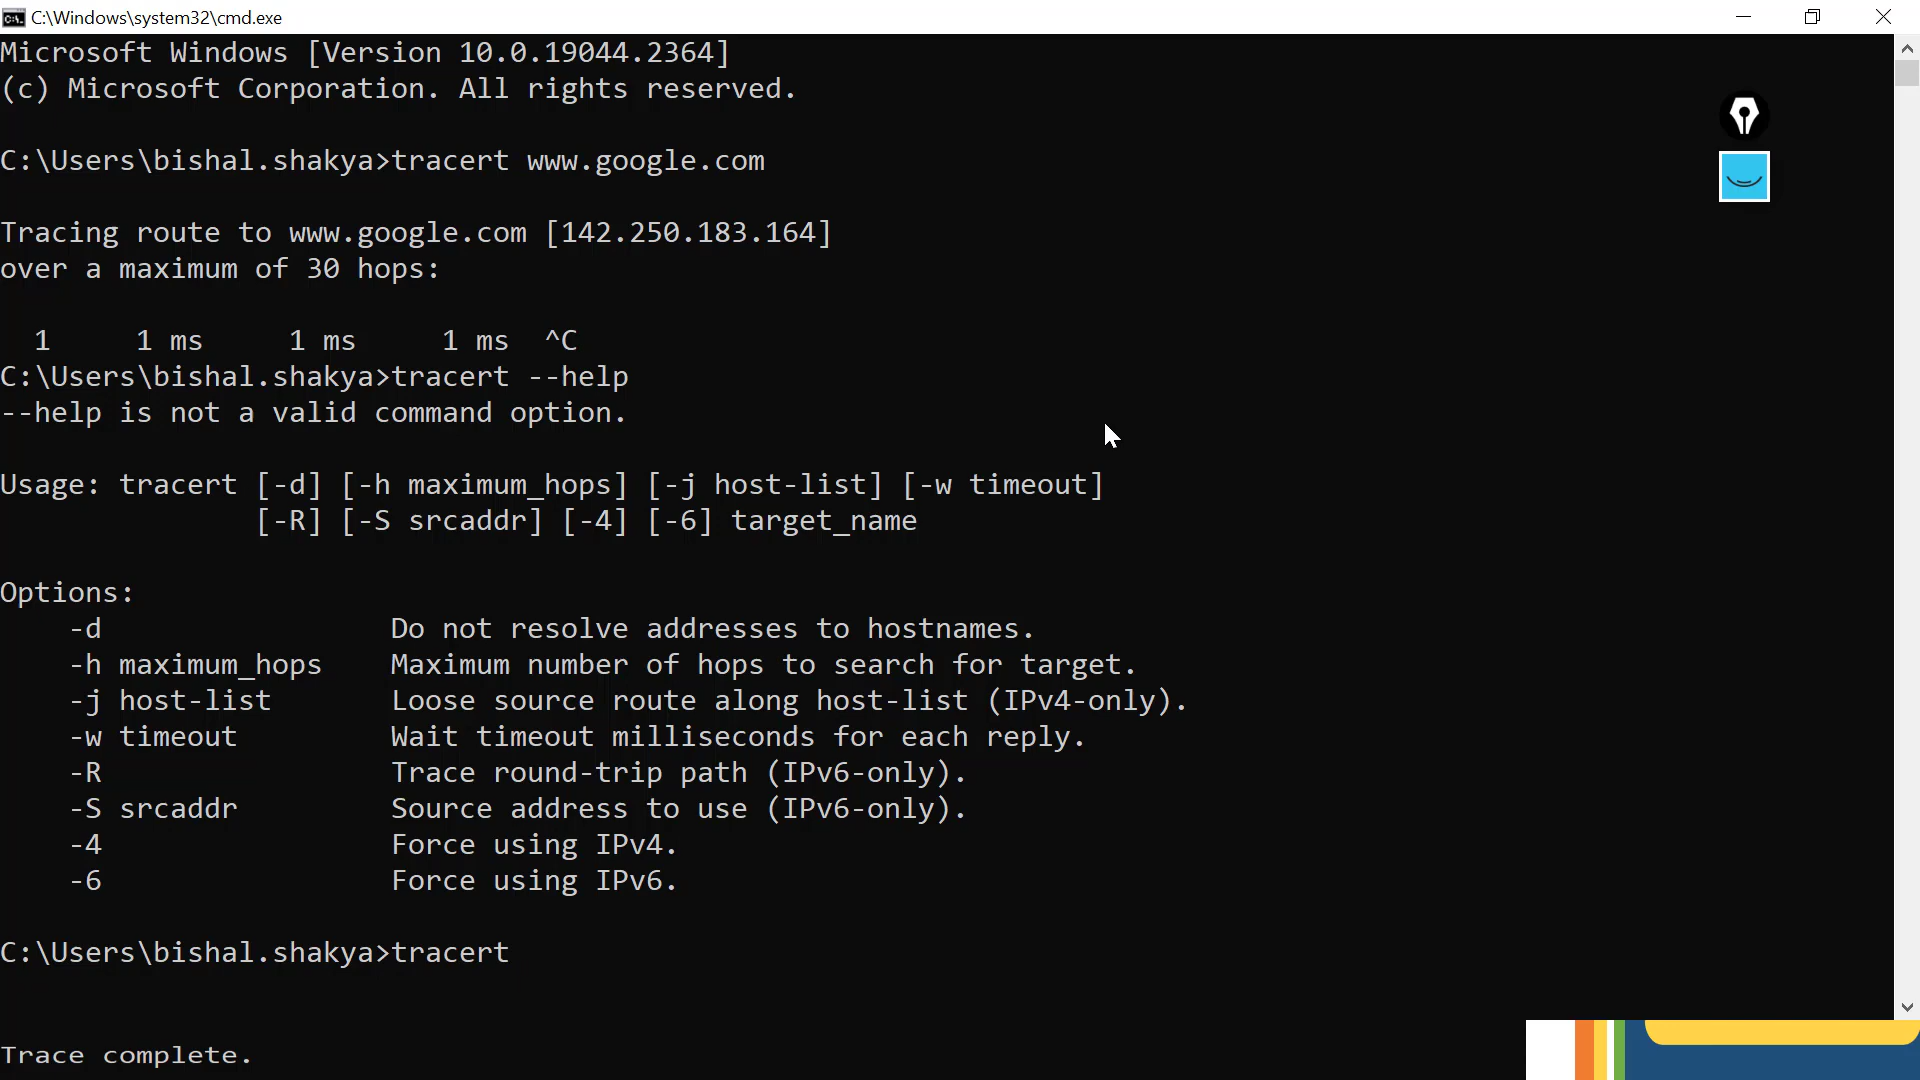 C:\Windows\system32\cmd.exe
Microsoft Windows [Version 10.0.19044.2364]
(c) Microsoft Corporation. All rights reserved.
C:\Users\bishal.shakya>tracert www.google.com
Tracing route to www.google.com [142.250.183.164]
over a maximum of 30 hops:
  1     1 ms     1 ms     1 ms  ^C
C:\Users\bishal.shakya>tracert --help
--help is not a valid command option.
Usage: tracert [-d] [-h maximum_hops] [-j host-list] [-w timeout]
               [-R] [-S srcaddr] [-4] [-6] target_name
Options:
    -d                 Do not resolve addresses to hostnames.
    -h maximum_hops    Maximum number of hops to search for target.
    -j host-list       Loose source route along host-list (IPv4-only).
    -w timeout         Wait timeout milliseconds for each reply.
    -R                 Trace round-trip path (IPv6-only).
    -S srcaddr         Source address to use (IPv6-only).
    -4                 Force using IPv4.
    -6                 Force using IPv6.
C:\Users\bishal.shakya>tracert
Trace complete.